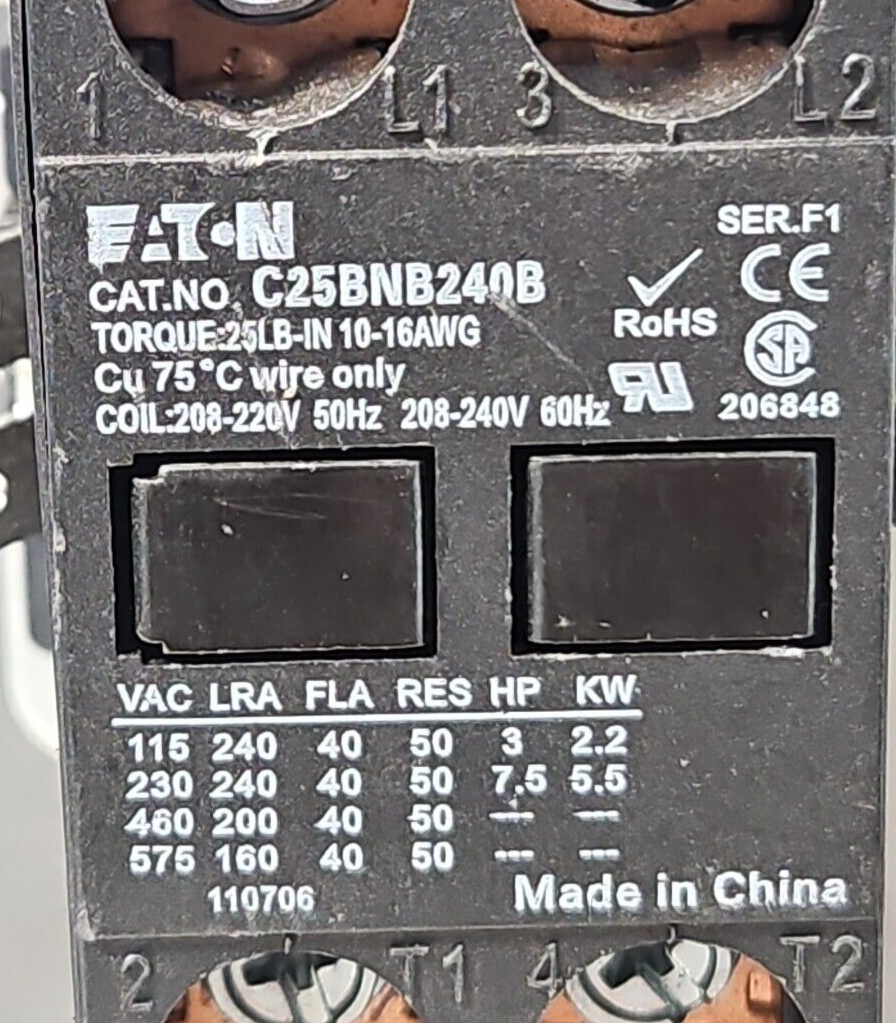 1 L1 3 L2
EATON SER.F1
CAT.NO. C25BNB240B CE
TORQUE:25LB-IN 10-16AWG RoHS
Cu 75°C wire only SA
COIL:208-220V 50Hz 208-240V 60Hz RU 206848
VAC LRA FLA RES HP KW
115 240 40 50 3 2.2
230 240 40 50 7.5 5.5
460 200 40 50 --- ---
575 160 40 50 --- ---
110706 Made in China
2 T1 4 T2